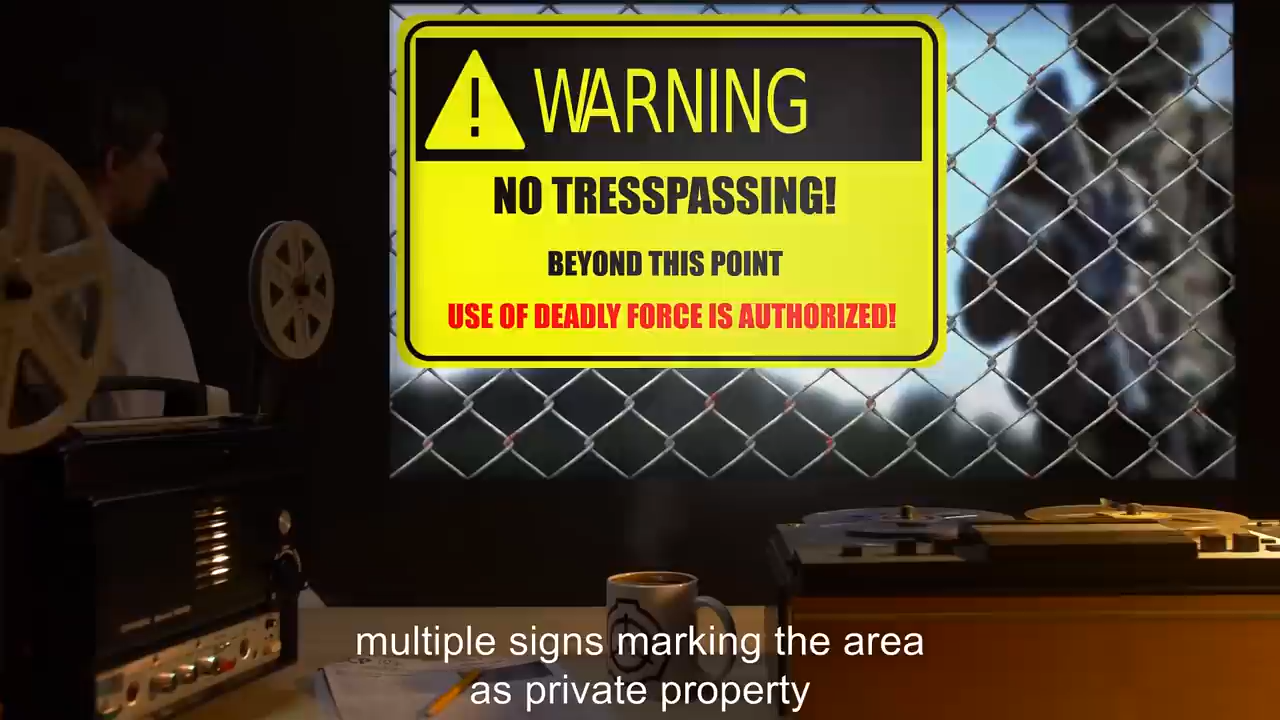 WARNING
NO TRESSPASSING!
BEYOND THIS POINT
USE OF DEADLY FORCE IS AUTHORIZED!
multiple signs marking the area
as private property